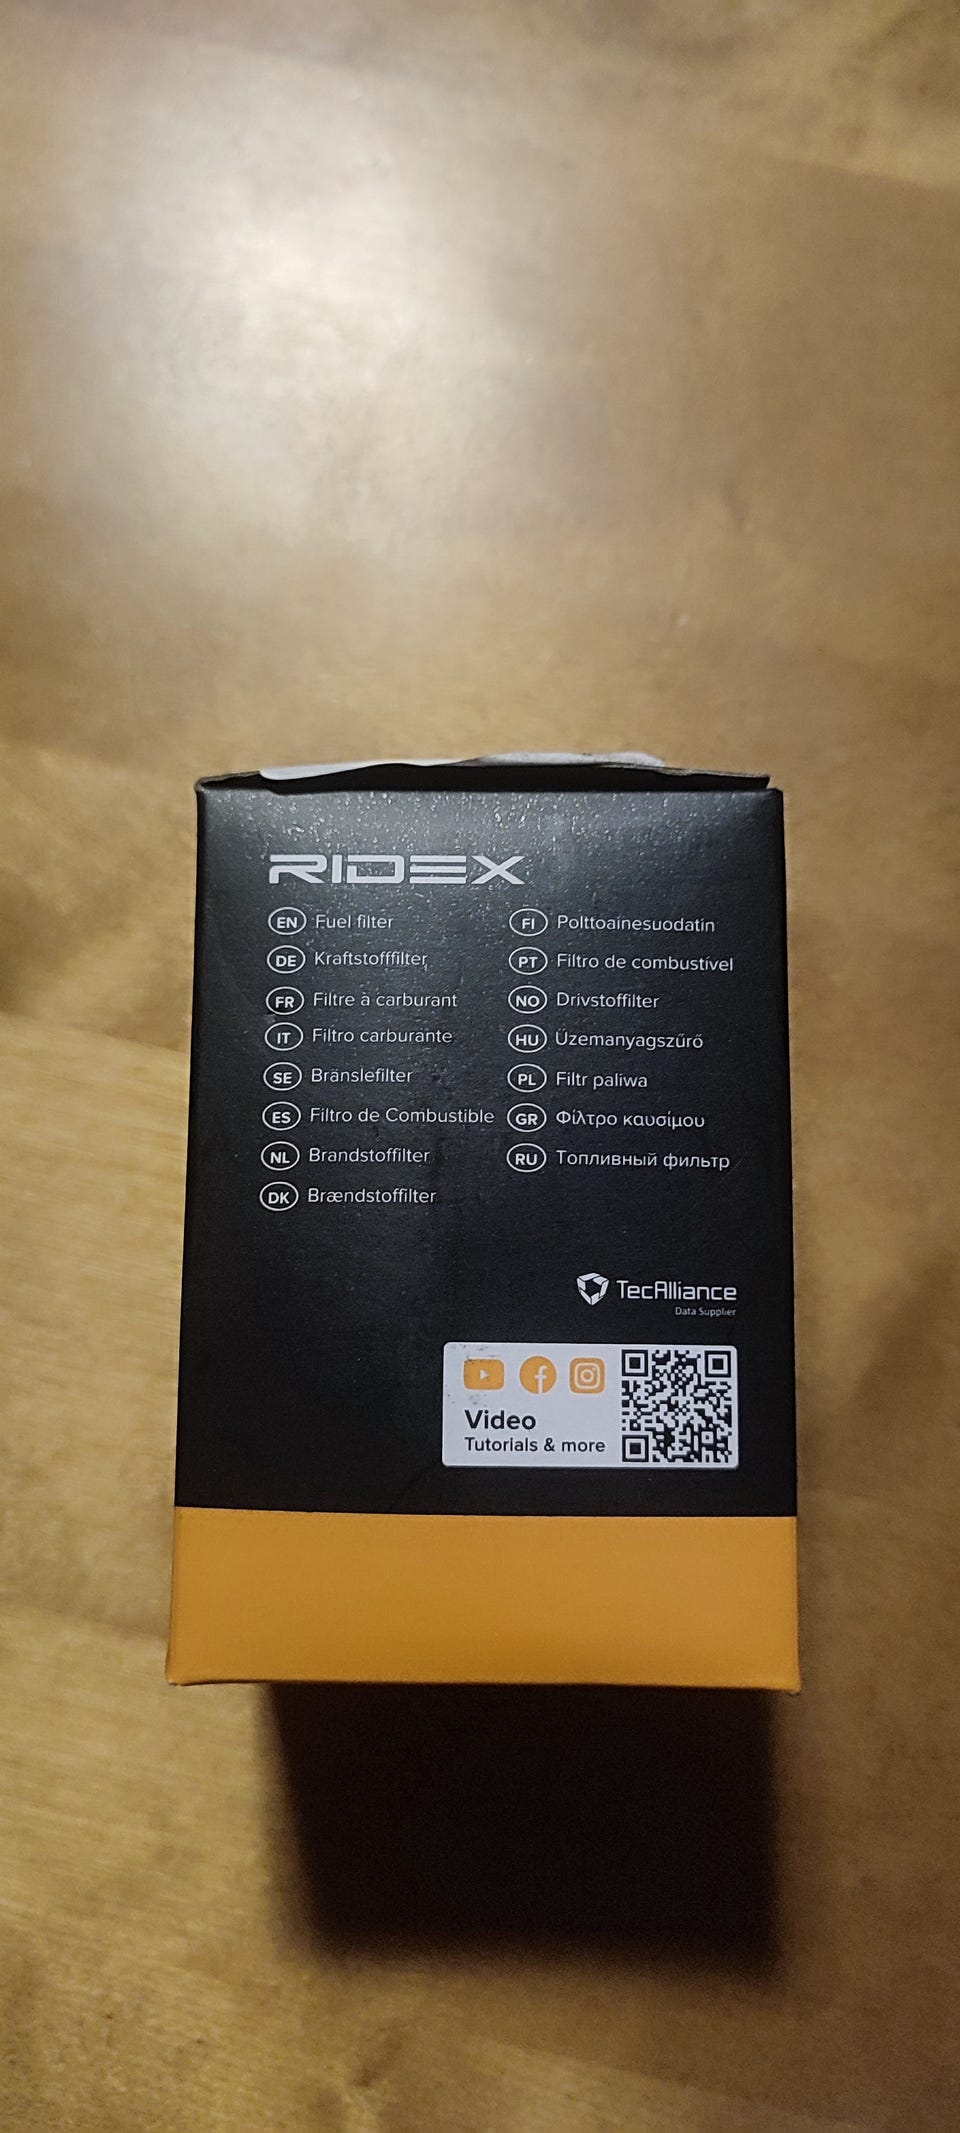 RIDEX
EN Fuel filter
DE Kraftstofffilter
FR Filtre à carburant
IT Filtro carburante
SE Bränslefilter
ES Filtro de Combustible
NL Brandstoffilter
DK Brændstoffilter
FI Polttoainesuodatin
PT Filtro de combustível
NO Drivstoffilter
HU Üzemanyagszűrő
PL Filtr paliwa
GR Φίλτρο καυσίμου
RU Топливный фильтр
TecAlliance
Data Supplier
Video
Tutorials & more